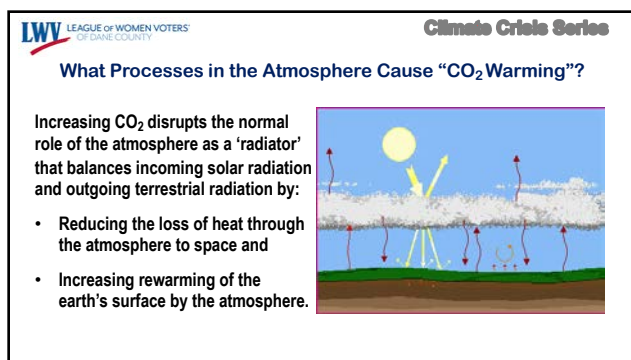 LWV LEAGUE OF WOMEN VOTERS®
OF DANE COUNTY
Climate Crisis Series
What Processes in the Atmosphere Cause “CO₂ Warming”?
Increasing CO₂ disrupts the normal
role of the atmosphere as a ‘radiator’
that balances incoming solar radiation
and outgoing terrestrial radiation by:
• Reducing the loss of heat through
the atmosphere to space and
• Increasing rewarming of the
earth’s surface by the atmosphere.